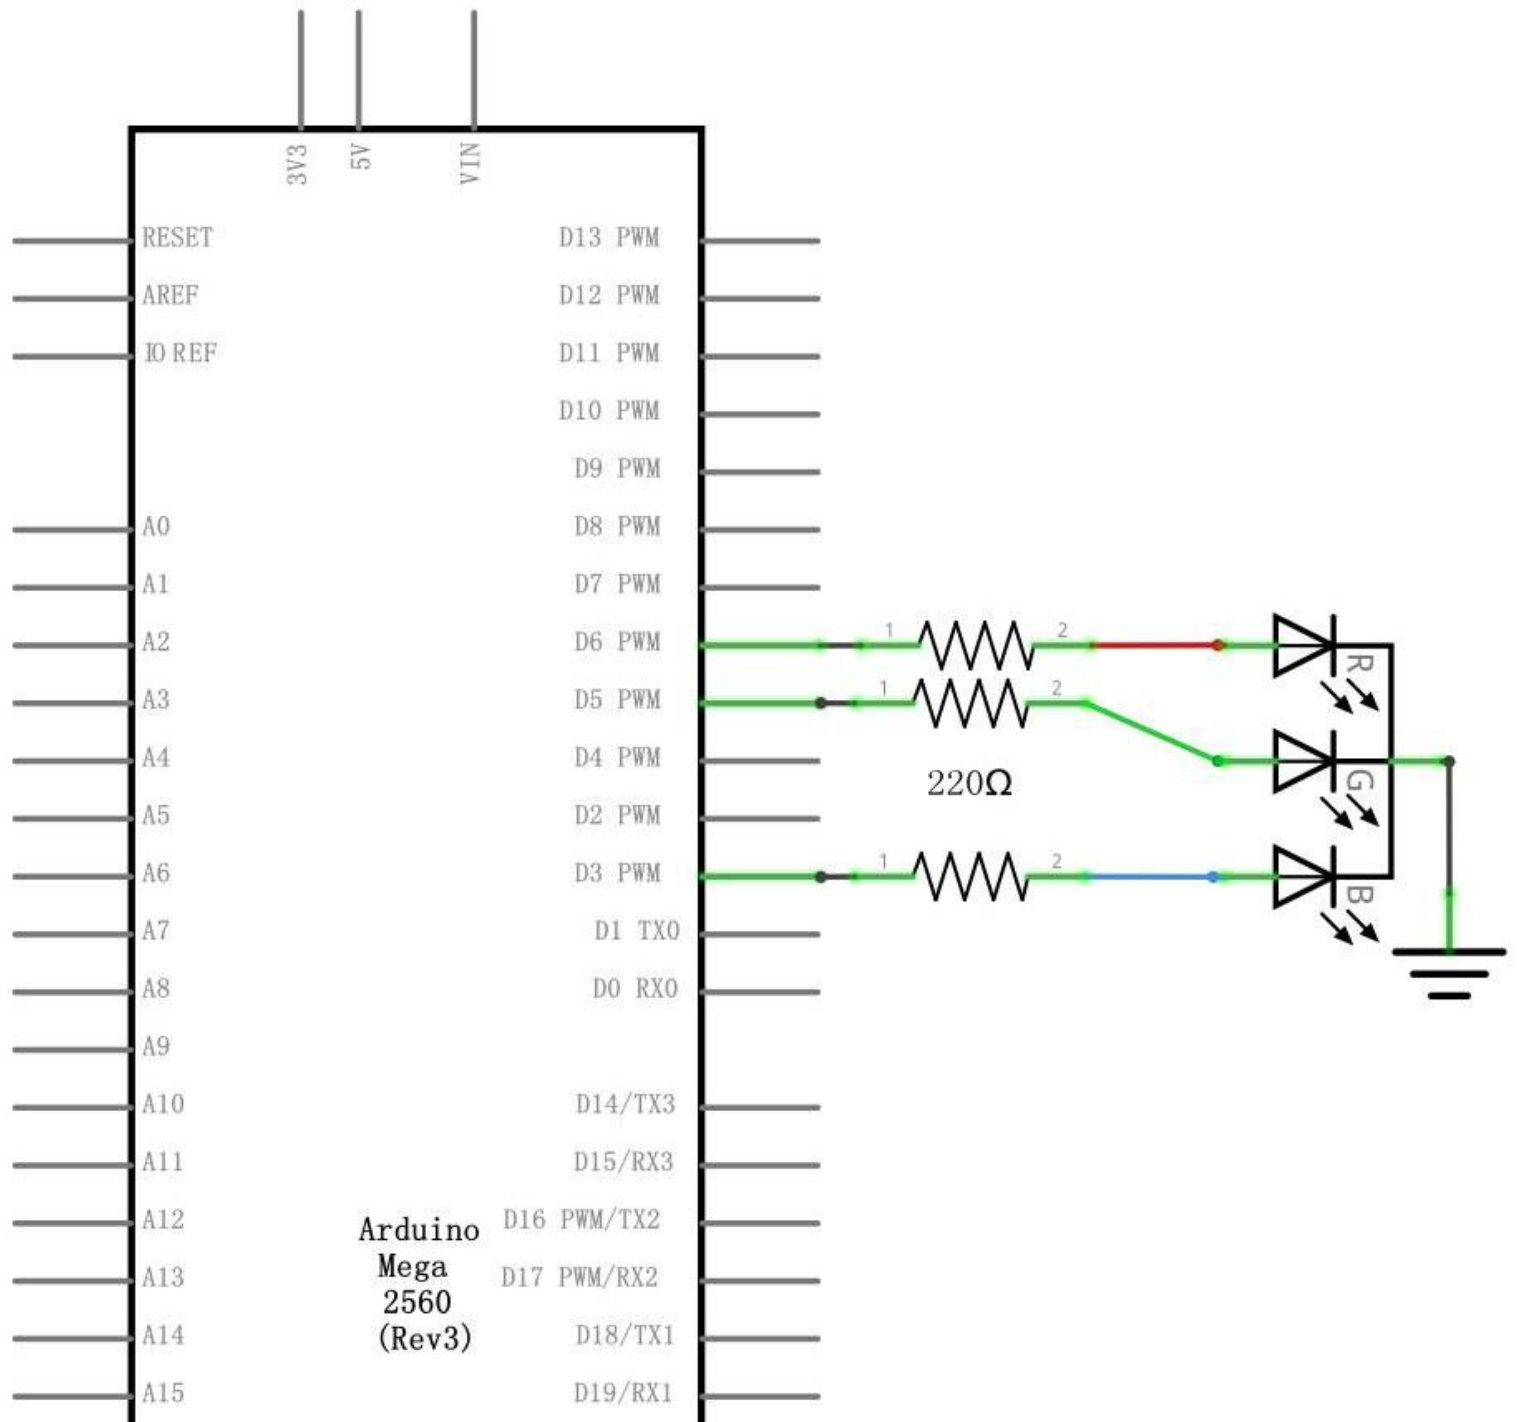 3V3
5V
VIN
RESET
AREF
IO REF
A0
A1
A2
A3
A4
A5
A6
A7
A8
A9
A10
A11
A12
A13
A14
A15
D13 PWM
D12 PWM
D11 PWM
D10 PWM
D9 PWM
D8 PWM
D7 PWM
D6 PWM
D5 PWM
D4 PWM
D2 PWM
D3 PWM
D1 TX0
D0 RX0
D14/TX3
D15/RX3
D16 PWM/TX2
D17 PWM/RX2
D18/TX1
D19/RX1
Arduino
Mega
2560
(Rev3)
1 2
1 2
220Ω
1 2
R
G
B